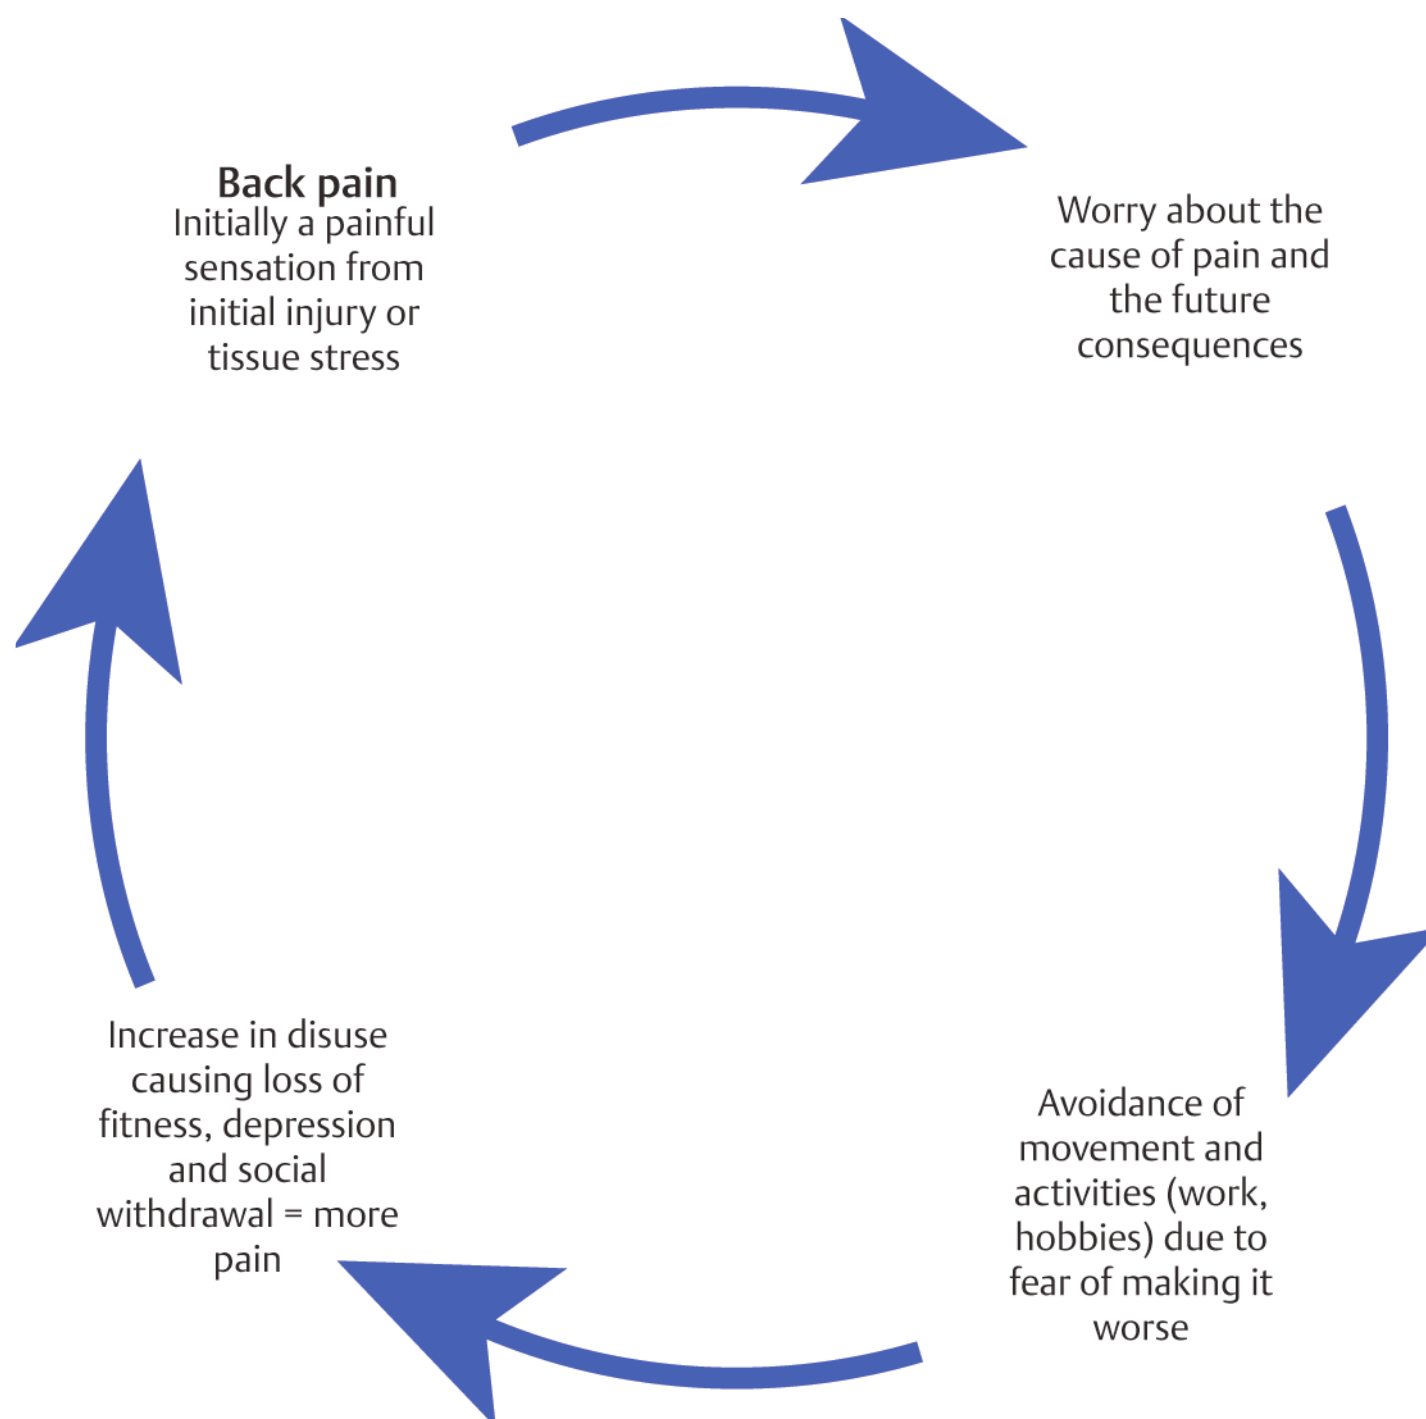 Back pain
Initially a painful
sensation from
initial injury or
tissue stress
Worry about the
cause of pain and
the future
consequences
Avoidance of
movement and
activities (work,
hobbies) due to
fear of making it
worse
Increase in disuse
causing loss of
fitness, depression
and social
withdrawal = more
pain